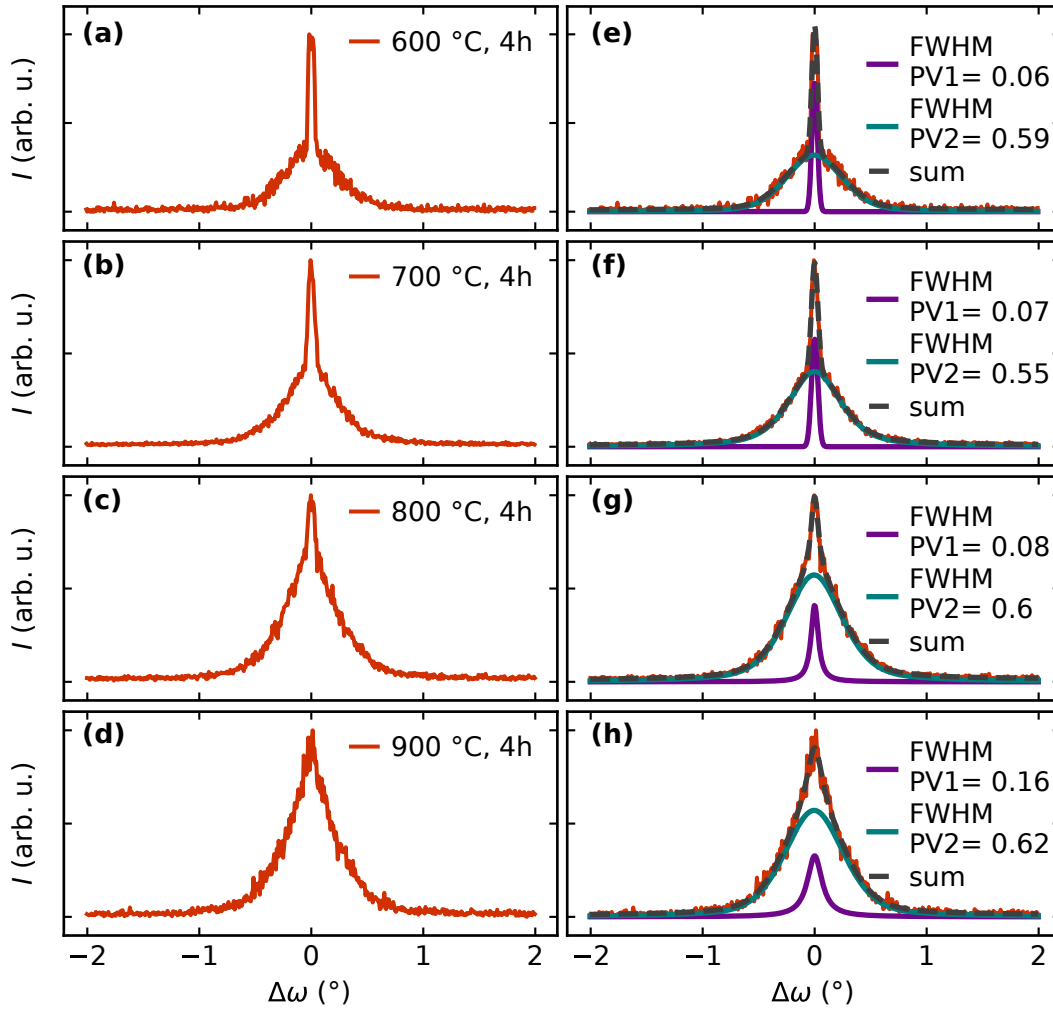 (a)
600 °C, 4h
I (arb. u.)
(e)
FWHM
PV1= 0.06
FWHM
PV2= 0.59
sum
(b)
700 °C, 4h
I (arb. u.)
(f)
FWHM
PV1= 0.07
FWHM
PV2= 0.55
sum
(c)
800 °C, 4h
I (arb. u.)
(g)
FWHM
PV1= 0.08
FWHM
PV2= 0.6
sum
(d)
900 °C, 4h
I (arb. u.)
(h)
FWHM
PV1= 0.16
FWHM
PV2= 0.62
sum
−2 −1 0 1 2
Δω (°)
−2 −1 0 1 2
Δω (°)